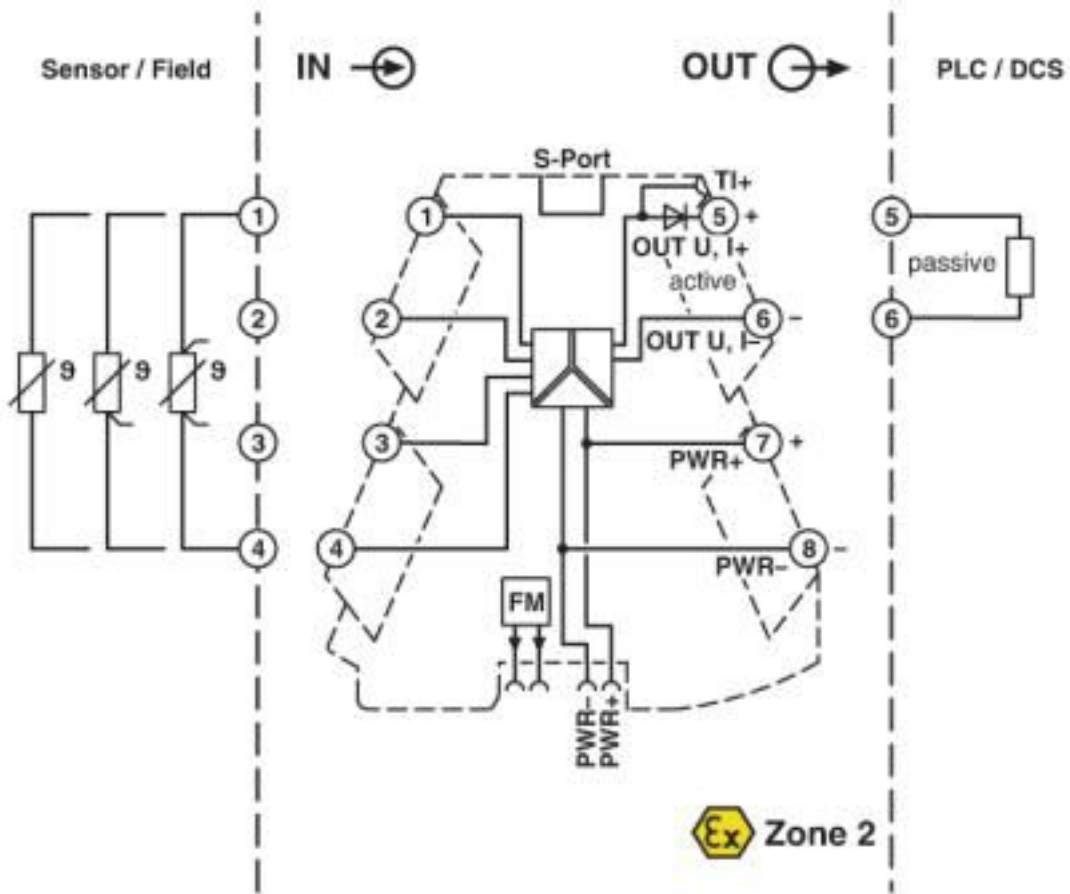 Sensor / Field
IN
OUT
PLC / DCS
S-Port
TI+
1
1
5
+
5
OUT U, I+
passive
active
2
2
6
–
6
OUT U, I–
ϑ
ϑ
ϑ
3
3
7
+
PWR+
4
4
8
–
PWR–
FM
PWR–
PWR+
Ex
Zone 2